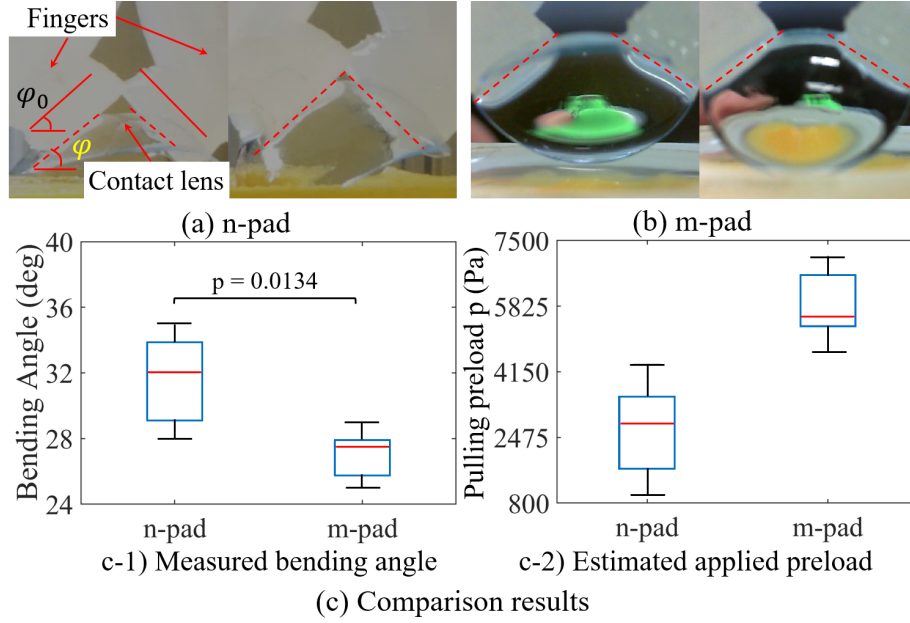 Fingers
φ0
φ
Contact lens
(a) n-pad
(b) m-pad
Bending Angle (deg)
40
36
32
28
24
p = 0.0134
n-pad
m-pad
c-1) Measured bending angle
Pulling preload p (Pa)
7500
5825
4150
2475
800
n-pad
m-pad
c-2) Estimated applied preload
(c) Comparison results